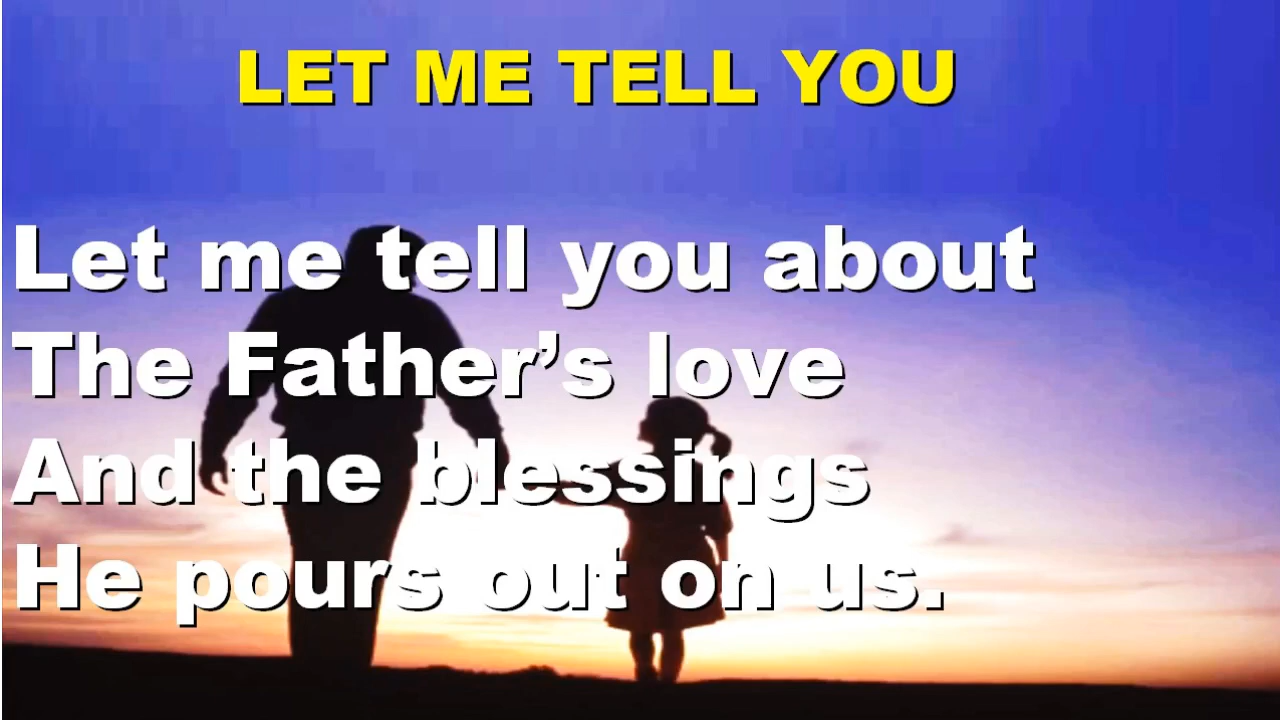 LET ME TELL YOU
Let me tell you about
The Father’s love
And the blessings
He pours out on us.